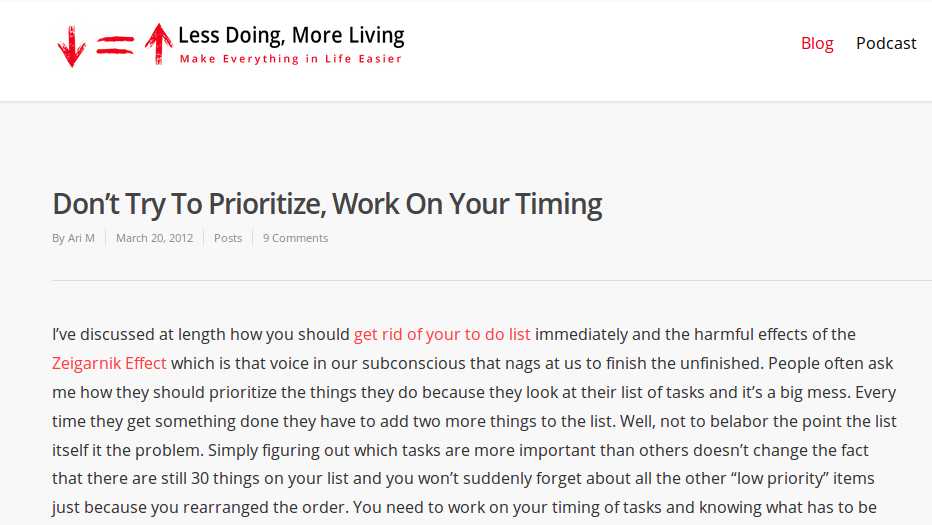 Less Doing, More Living
Make Everything in Life Easier
Blog Podcast
Don’t Try To Prioritize, Work On Your Timing
By Ari M March 20, 2012 Posts 9 Comments
I’ve discussed at length how you should get rid of your to do list immediately and the harmful effects of the
Zeigarnik Effect which is that voice in our subconscious that nags at us to finish the unfinished. People often ask
me how they should prioritize the things they do because they look at their list of tasks and it’s a big mess. Every
time they get something done they have to add two more things to the list. Well, not to belabor the point the list
itself it the problem. Simply figuring out which tasks are more important than others doesn’t change the fact
that there are still 30 things on your list and you won’t suddenly forget about all the other “low priority” items
just because you rearranged the order. You need to work on your timing of tasks and knowing what has to be